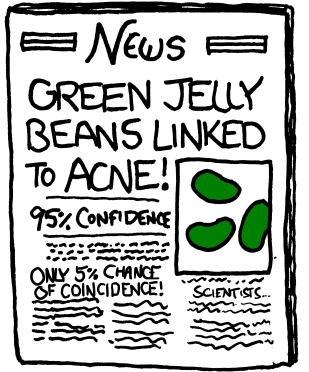 NEWS
GREEN JELLY
BEANS LINKED
TO ACNE!
95% CONFIDENCE
ONLY 5% CHANCE
OF COINCIDENCE!
SCIENTISTS...